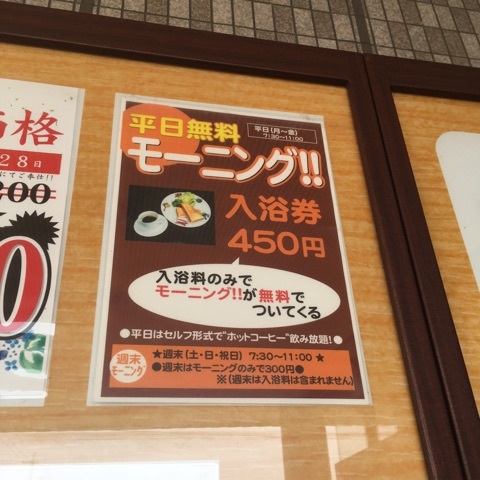 価格
28日
にてご奉仕!!
平日無料
平日(月〜金)
7:30〜11:00
モーニング!!
入浴券
450円
入浴料のみで
モーニング!!が無料で
ついてくる
●平日はセルフ形式で"ホットコーヒー"飲み放題!●
週末
モーニング
★週末(土・日・祝日) 7:30〜11:00 ★
●週末はモーニングのみで300円●
※(週末は入浴料は含まれません)